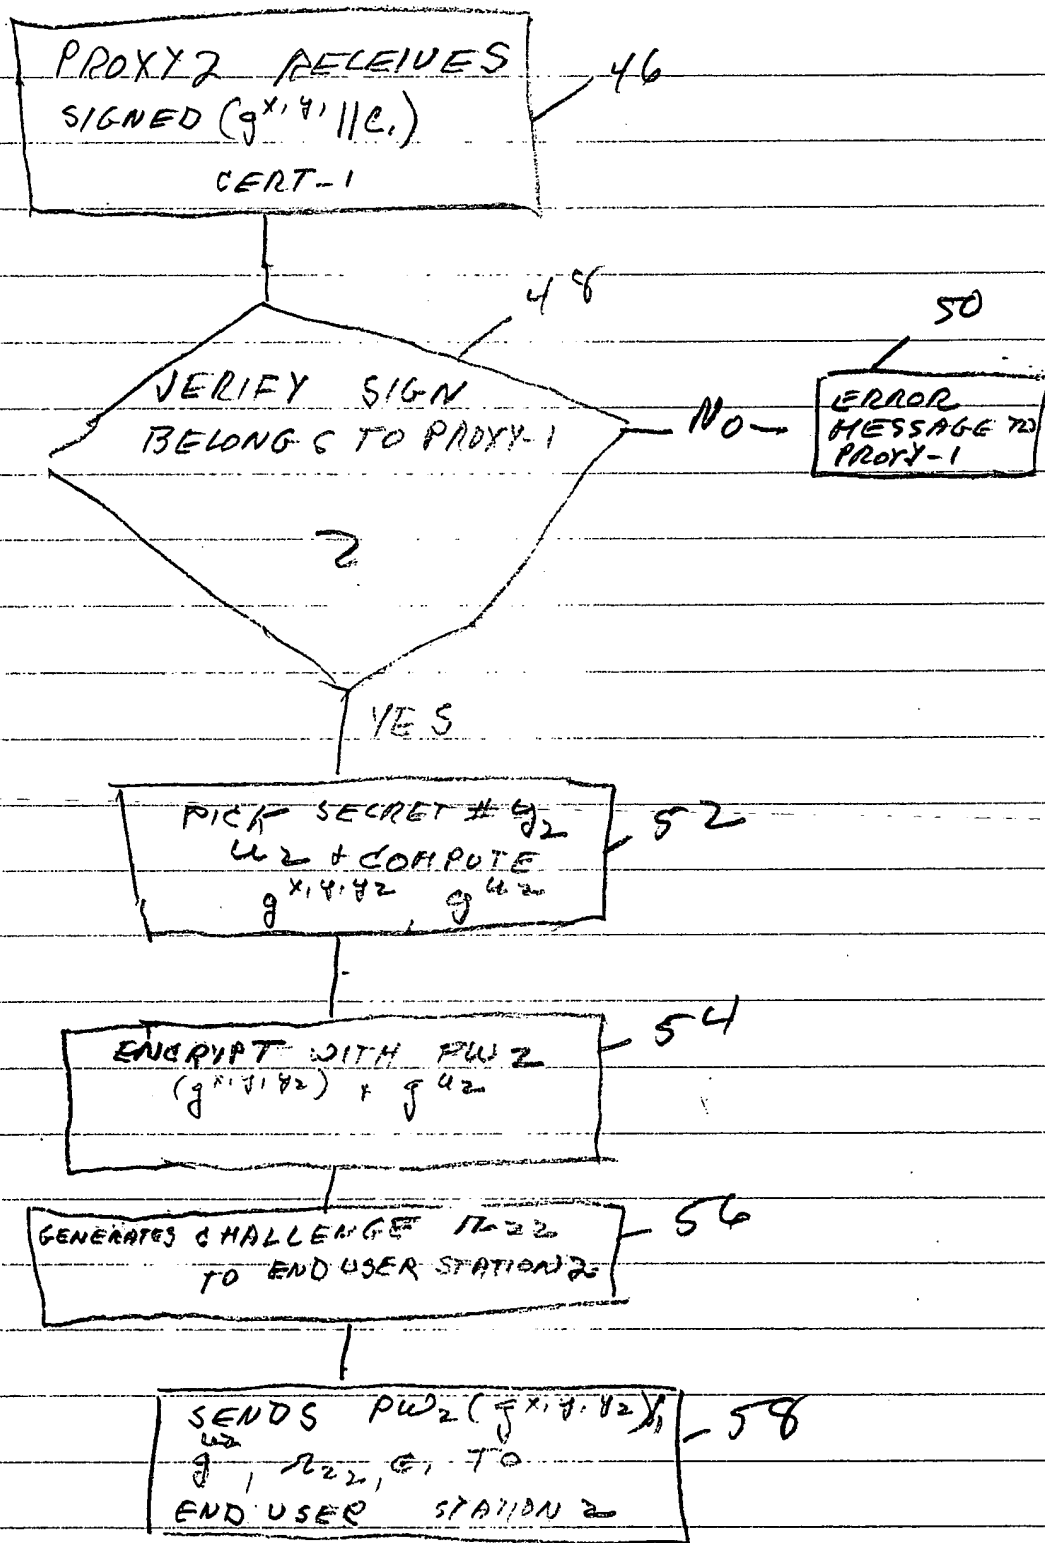 PROXY 2 RECEIVES
SIGNED (g^x₁y₁ || C₁)
CERT-1
46
48
VERIFY SIGN
BELONGS TO PROXY-1
?
NO
50
ERROR
MESSAGE TO
PROXY-1
YES
PICK SECRET # y₂
u₂ + COMPUTE
g^x₁y₁y₂, g^u₂
52
ENCRYPT WITH PW2
(g^x₁y₁y₂) + g^u₂
54
GENERATES CHALLENGE r₂₂
TO END USER STATION 2
56
SENDS PW₂(g^x₁y₁y₂),
g^u₂, r₂₂, C₁ TO
END USER STATION 2
58